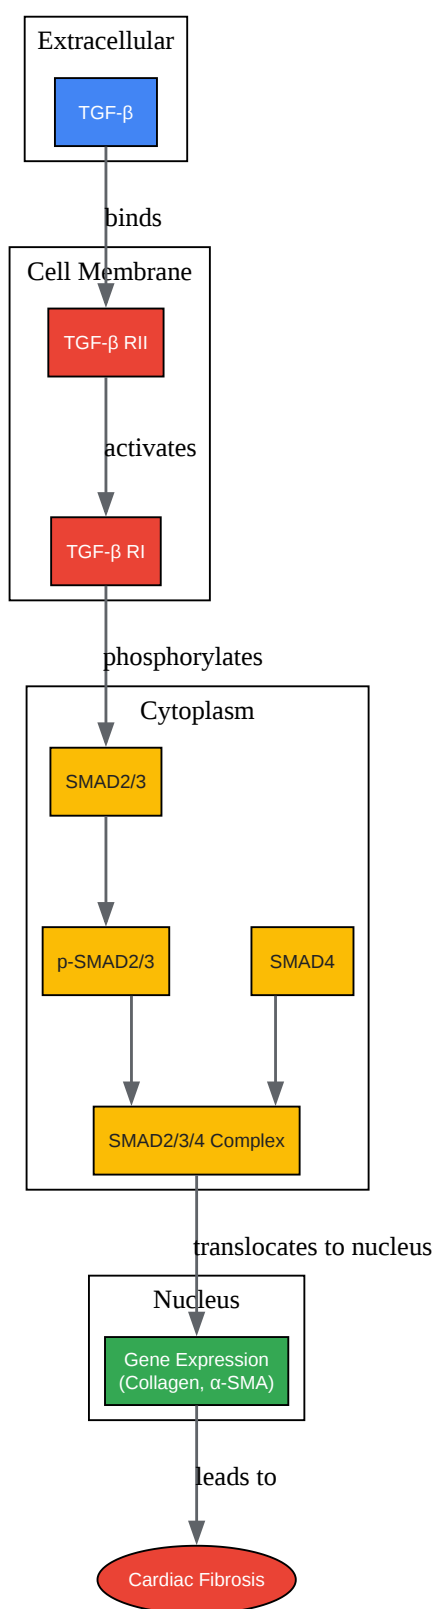 Extracellular
TGF-β
binds
Cell Membrane
TGF-β RII
activates
TGF-β RI
phosphorylates
Cytoplasm
SMAD2/3
p-SMAD2/3
SMAD4
SMAD2/3/4 Complex
translocates to nucleus
Nucleus
Gene Expression
(Collagen, α-SMA)
leads to
Cardiac Fibrosis